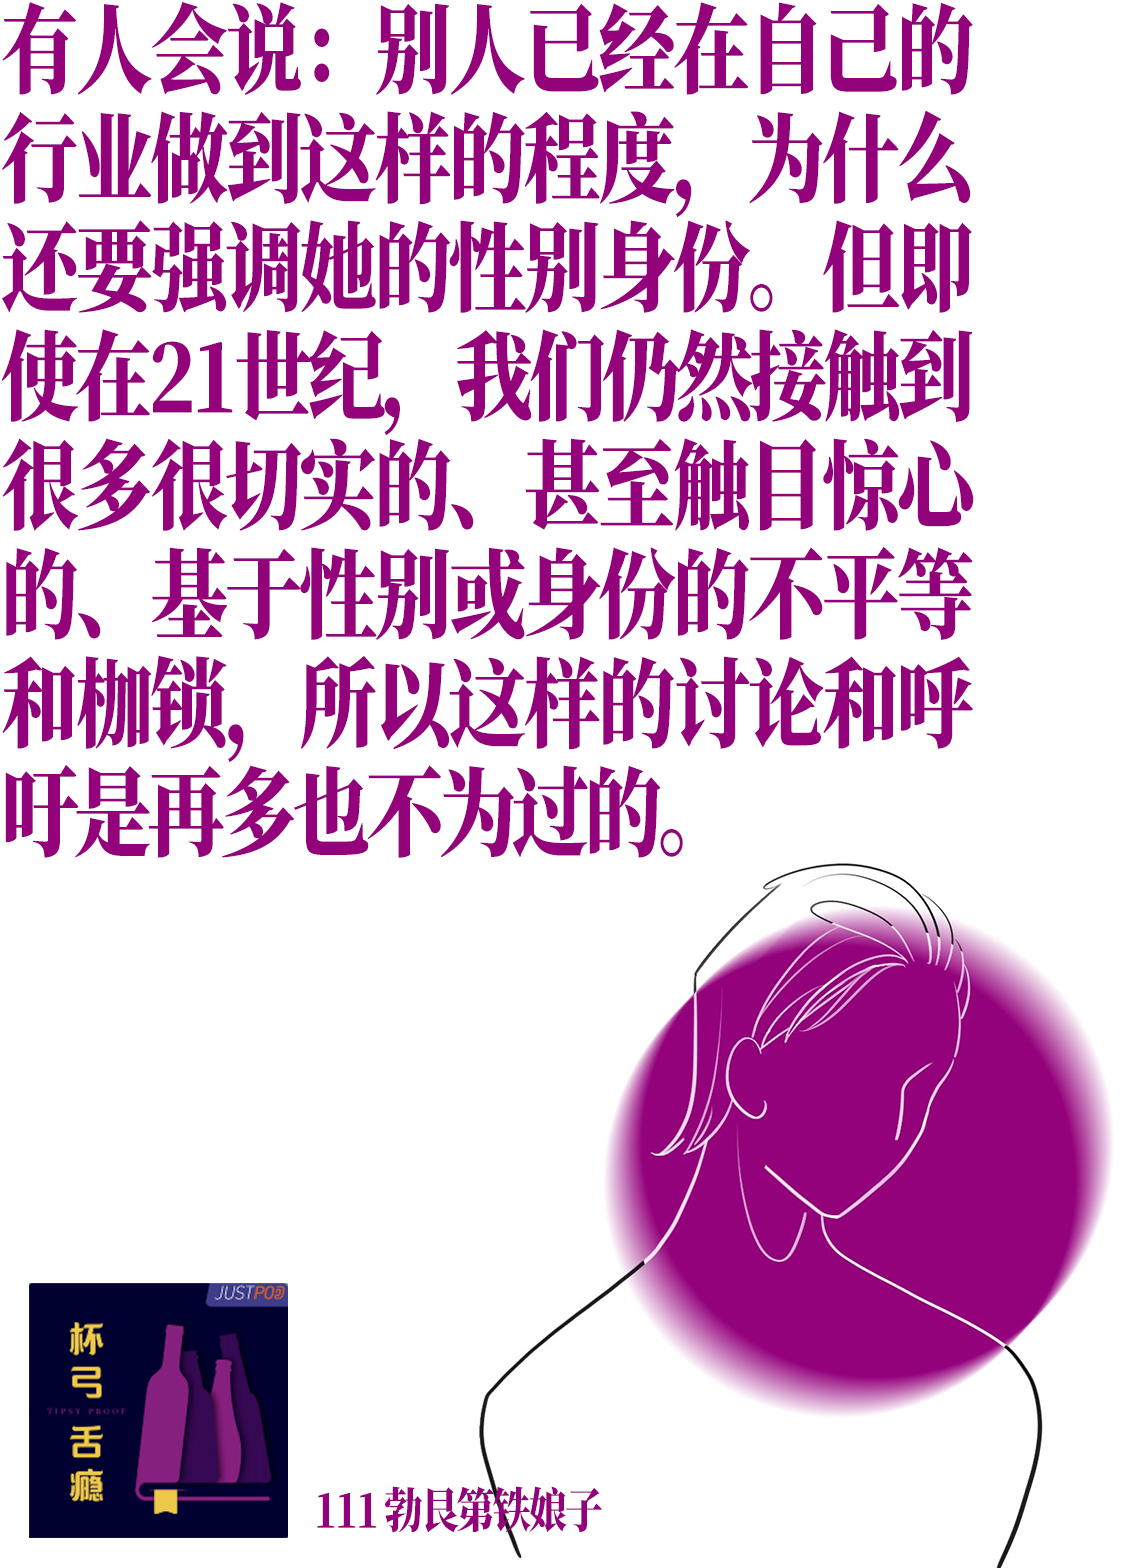 有人会说：别人已经在自己的
行业做到这样的程度，为什么
还要强调她的性别身份。但即
使在21世纪，我们仍然接触到
很多很切实的、甚至触目惊心
的、基于性别或身份的不平等
和枷锁，所以这样的讨论和呼
吁是再多也不为过的。
JUSTPOD
杯弓
TIPSY PROOF
舌瘾
111 勃艮第铁娘子